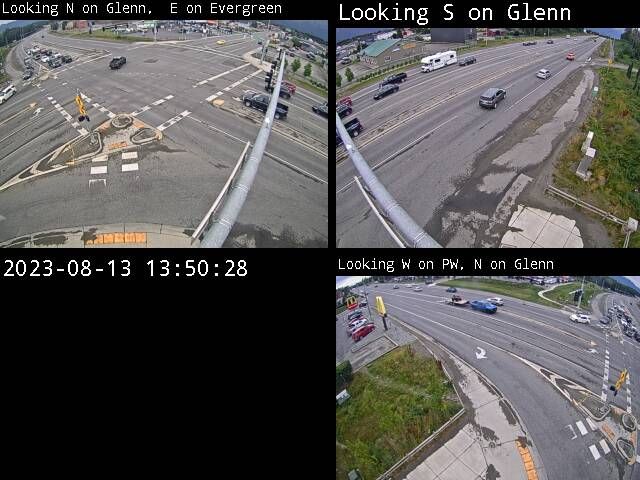 Looking N on Glenn,  E on Evergreen
Looking S on Glenn
2023-08-13 13:50:28
Looking W on PW, N on Glenn